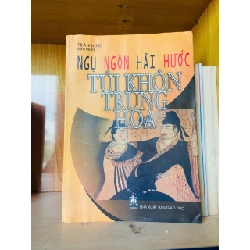 NGỤ NGÔN HÀI HƯỚC
TÚI KHÔN
TRUNG
HOA